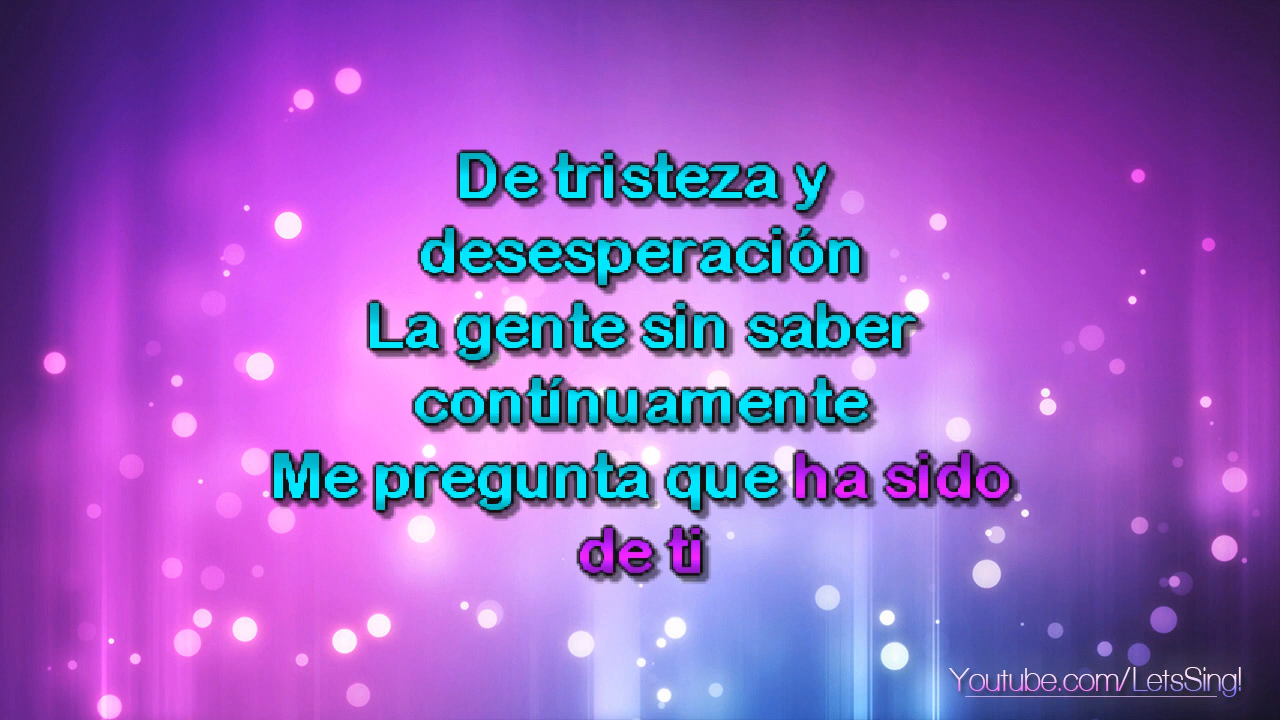 De tristeza y
desesperación
La gente sin saber
contínuamente
Me pregunta que ha sido
de ti
Youtube.com/LetsSing!